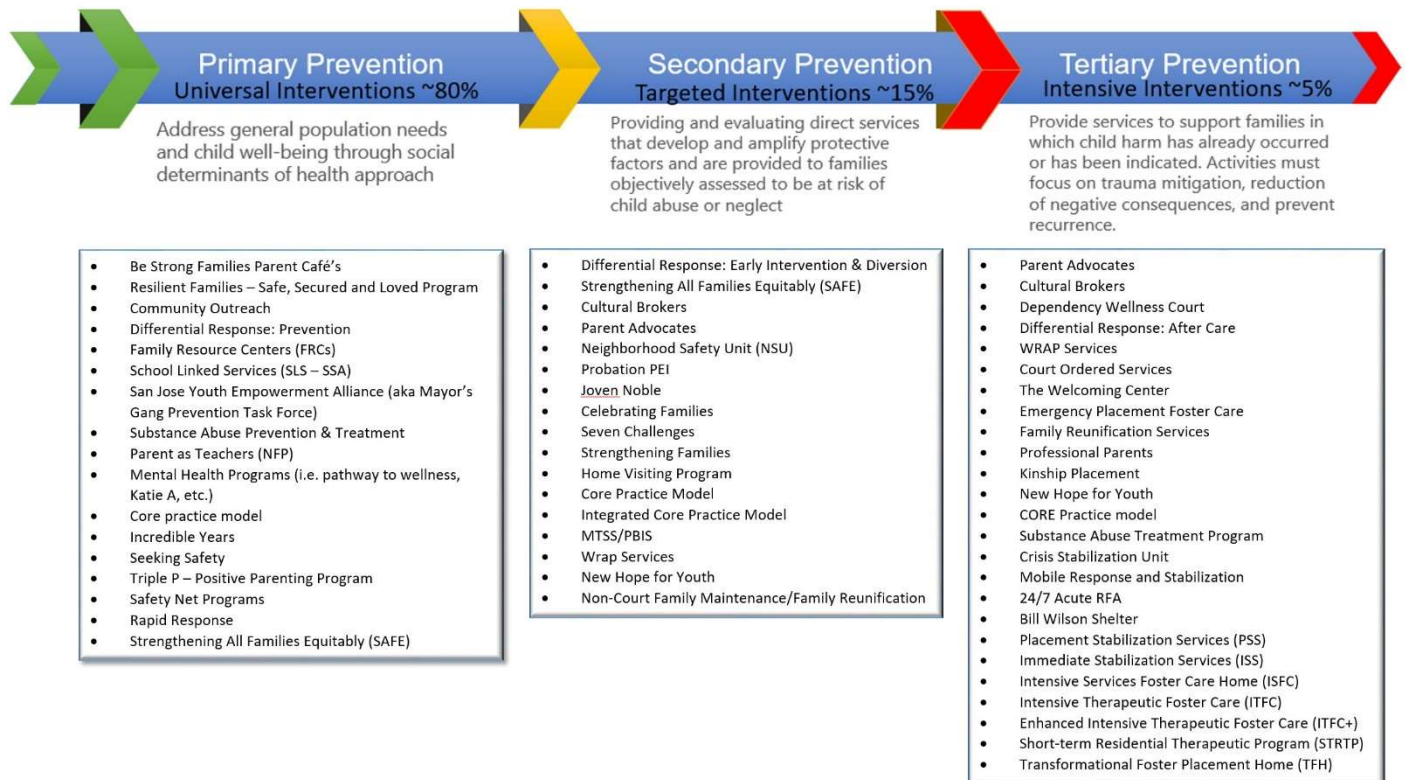 Primary Prevention
Universal Interventions ~80%
Address general population needs
and child well-being through social
determinants of health approach
• Be Strong Families Parent Café's
• Resilient Families – Safe, Secured and Loved Program
• Community Outreach
• Differential Response: Prevention
• Family Resource Centers (FRCs)
• School Linked Services (SLS – SSA)
• San Jose Youth Empowerment Alliance (aka Mayor's
Gang Prevention Task Force)
• Substance Abuse Prevention & Treatment
• Parent as Teachers (NFP)
• Mental Health Programs (i.e. pathway to wellness,
Katie A, etc.)
• Core practice model
• Incredible Years
• Seeking Safety
• Triple P – Positive Parenting Program
• Safety Net Programs
• Rapid Response
• Strengthening All Families Equitably (SAFE)
Secondary Prevention
Targeted Interventions ~15%
Providing and evaluating direct services
that develop and amplify protective
factors and are provided to families
objectively assessed to be at risk of
child abuse or neglect
• Differential Response: Early Intervention & Diversion
• Strengthening All Families Equitably (SAFE)
• Cultural Brokers
• Parent Advocates
• Neighborhood Safety Unit (NSU)
• Probation PEI
• Joven Noble
• Celebrating Families
• Seven Challenges
• Strengthening Families
• Home Visiting Program
• Core Practice Model
• Integrated Core Practice Model
• MTSS/PBIS
• Wrap Services
• New Hope for Youth
• Non-Court Family Maintenance/Family Reunification
Tertiary Prevention
Intensive Interventions ~5%
Provide services to support families in
which child harm has already occurred
or has been indicated. Activities must
focus on trauma mitigation, reduction
of negative consequences, and prevent
recurrence.
• Parent Advocates
• Cultural Brokers
• Dependency Wellness Court
• Differential Response: After Care
• WRAP Services
• Court Ordered Services
• The Welcoming Center
• Emergency Placement Foster Care
• Family Reunification Services
• Professional Parents
• Kinship Placement
• New Hope for Youth
• CORE Practice model
• Substance Abuse Treatment Program
• Crisis Stabilization Unit
• Mobile Response and Stabilization
• 24/7 Acute RFA
• Bill Wilson Shelter
• Placement Stabilization Services (PSS)
• Immediate Stabilization Services (ISS)
• Intensive Services Foster Care Home (ISFC)
• Intensive Therapeutic Foster Care (ITFC)
• Enhanced Intensive Therapeutic Foster Care (ITFC+)
• Short-term Residential Therapeutic Program (STRTP)
• Transformational Foster Placement Home (TFH)